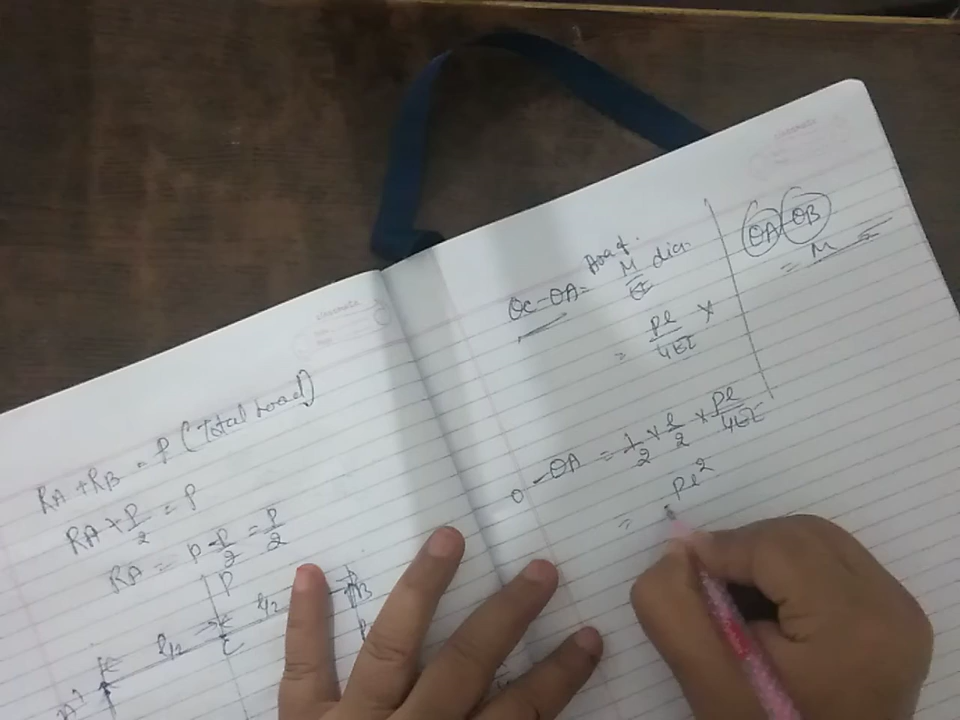 RA + RB = P (Total Load)
RA + P/2 = P
RA = P - P/2 = P/2
P
l/2
l/2
B
C
θC - θA = Area of M/EI dia
= Pl/4EI ×
θA - θB
= M
0 - θA = 1/2 × l/2 × Pl/4EI
= Pl²